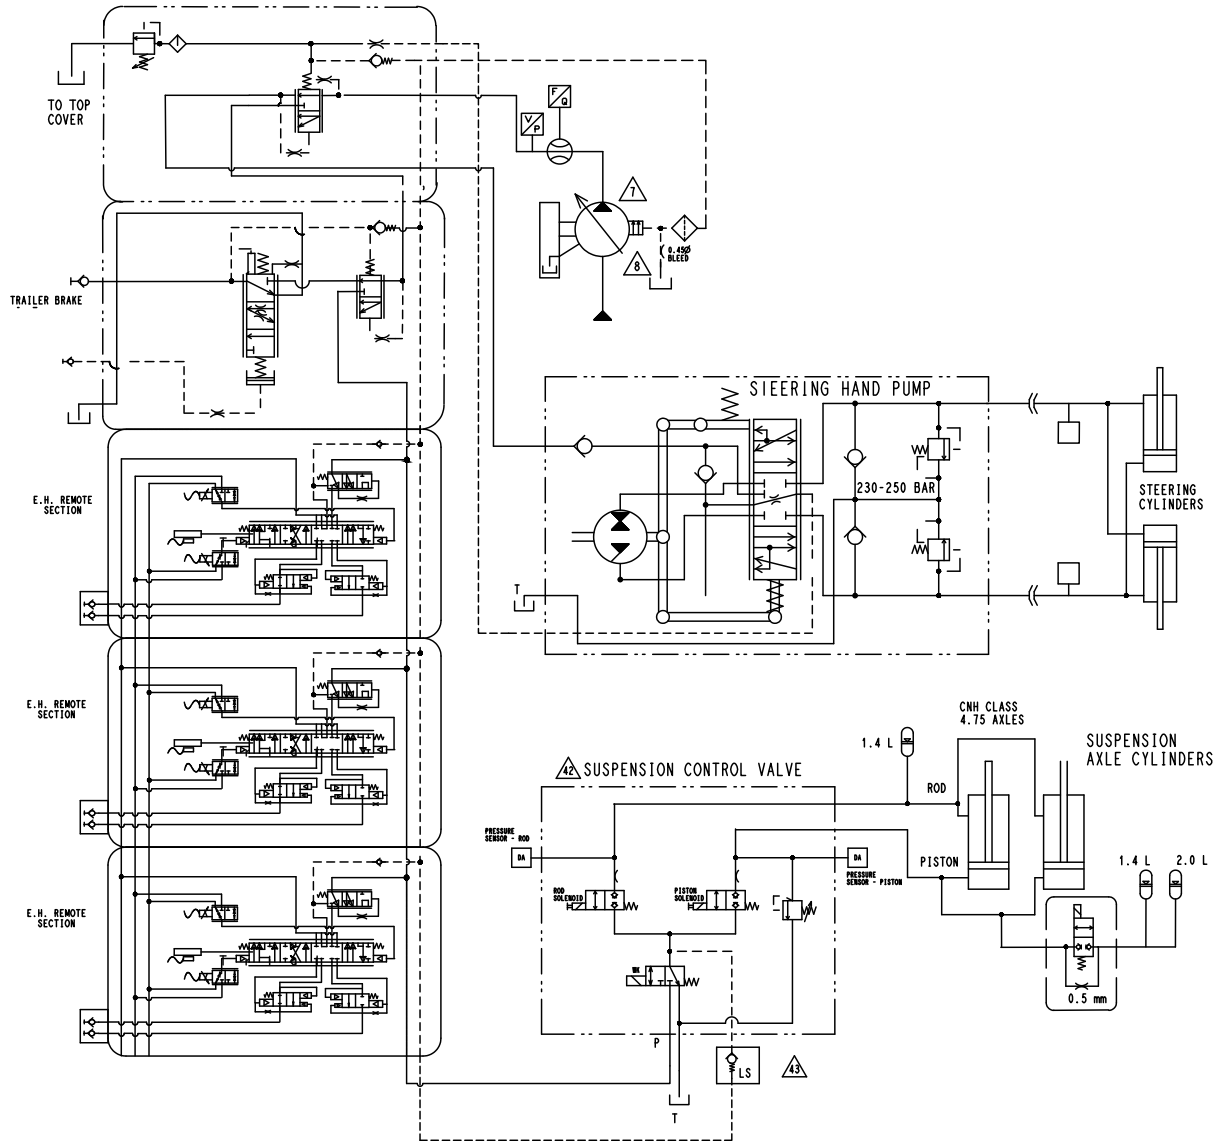 TO TOP
COVER
F
Q
V
P
7
8
0.45Ø
BLEED
TRAILER BRAKE
SIEERING HAND PUMP
230-250 BAR
STEERING
CYLINDERS
T
E.H. REMOTE
SECTION
E.H. REMOTE
SECTION
E.H. REMOTE
SECTION
CNH CLASS
4.75 AXLES
1.4 L
SUSPENSION
AXLE CYLINDERS
42
SUSPENSION CONTROL VALVE
ROD
PRESSURE
SENSOR - ROD
DA
DA
PRESSURE
SENSOR - PISTON
PISTON
1.4 L
2.0 L
ROD
SOLENOID
PISTON
SOLENOID
0.5 mm
P
LS
43
T